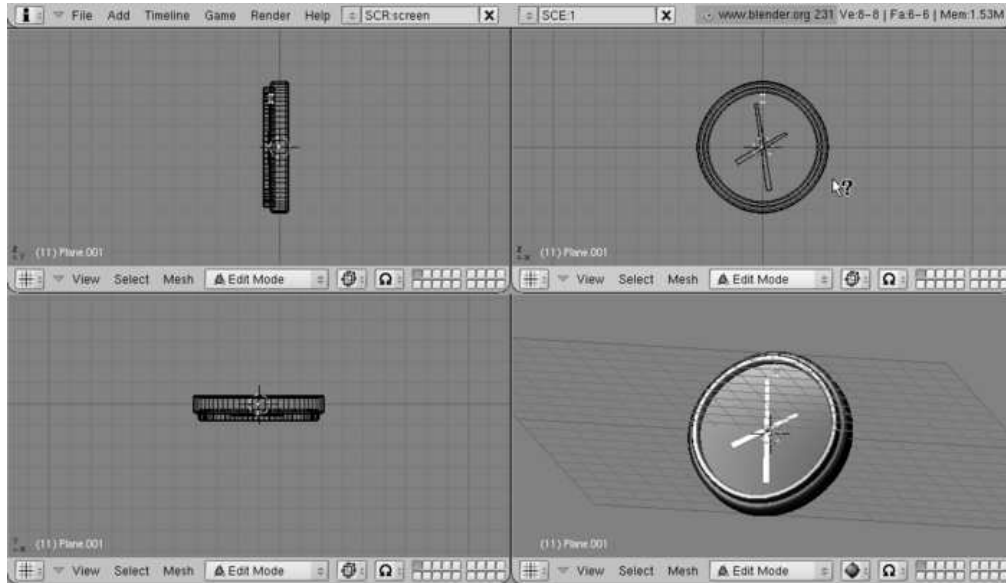 File Add Timeline Game Render Help SCR:screen X SCE:1 X www.blender.org 231 Ve:8-8 | Fa:6-6 | Mem:1.53M
(11) Plane.001
(11) Plane.001
View Select Mesh Edit Mode
View Select Mesh Edit Mode
(11) Plane.001
(11) Plane.001
View Select Mesh Edit Mode
View Select Mesh Edit Mode